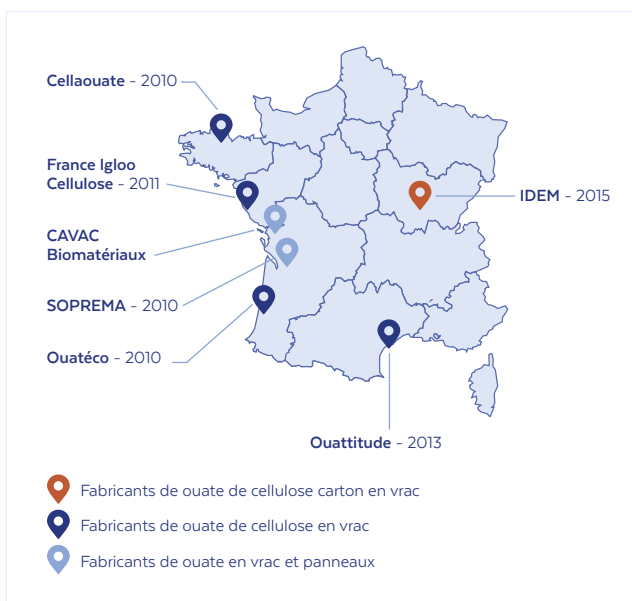 Cellaouate - 2010
France Igloo
Cellulose - 2011
IDEM - 2015
CAVAC
Biomatériaux
SOPREMA - 2010
Ouatéco - 2010
Ouattitude - 2013
Fabricants de ouate de cellulose carton en vrac
Fabricants de ouate de cellulose en vrac
Fabricants de ouate en vrac et panneaux